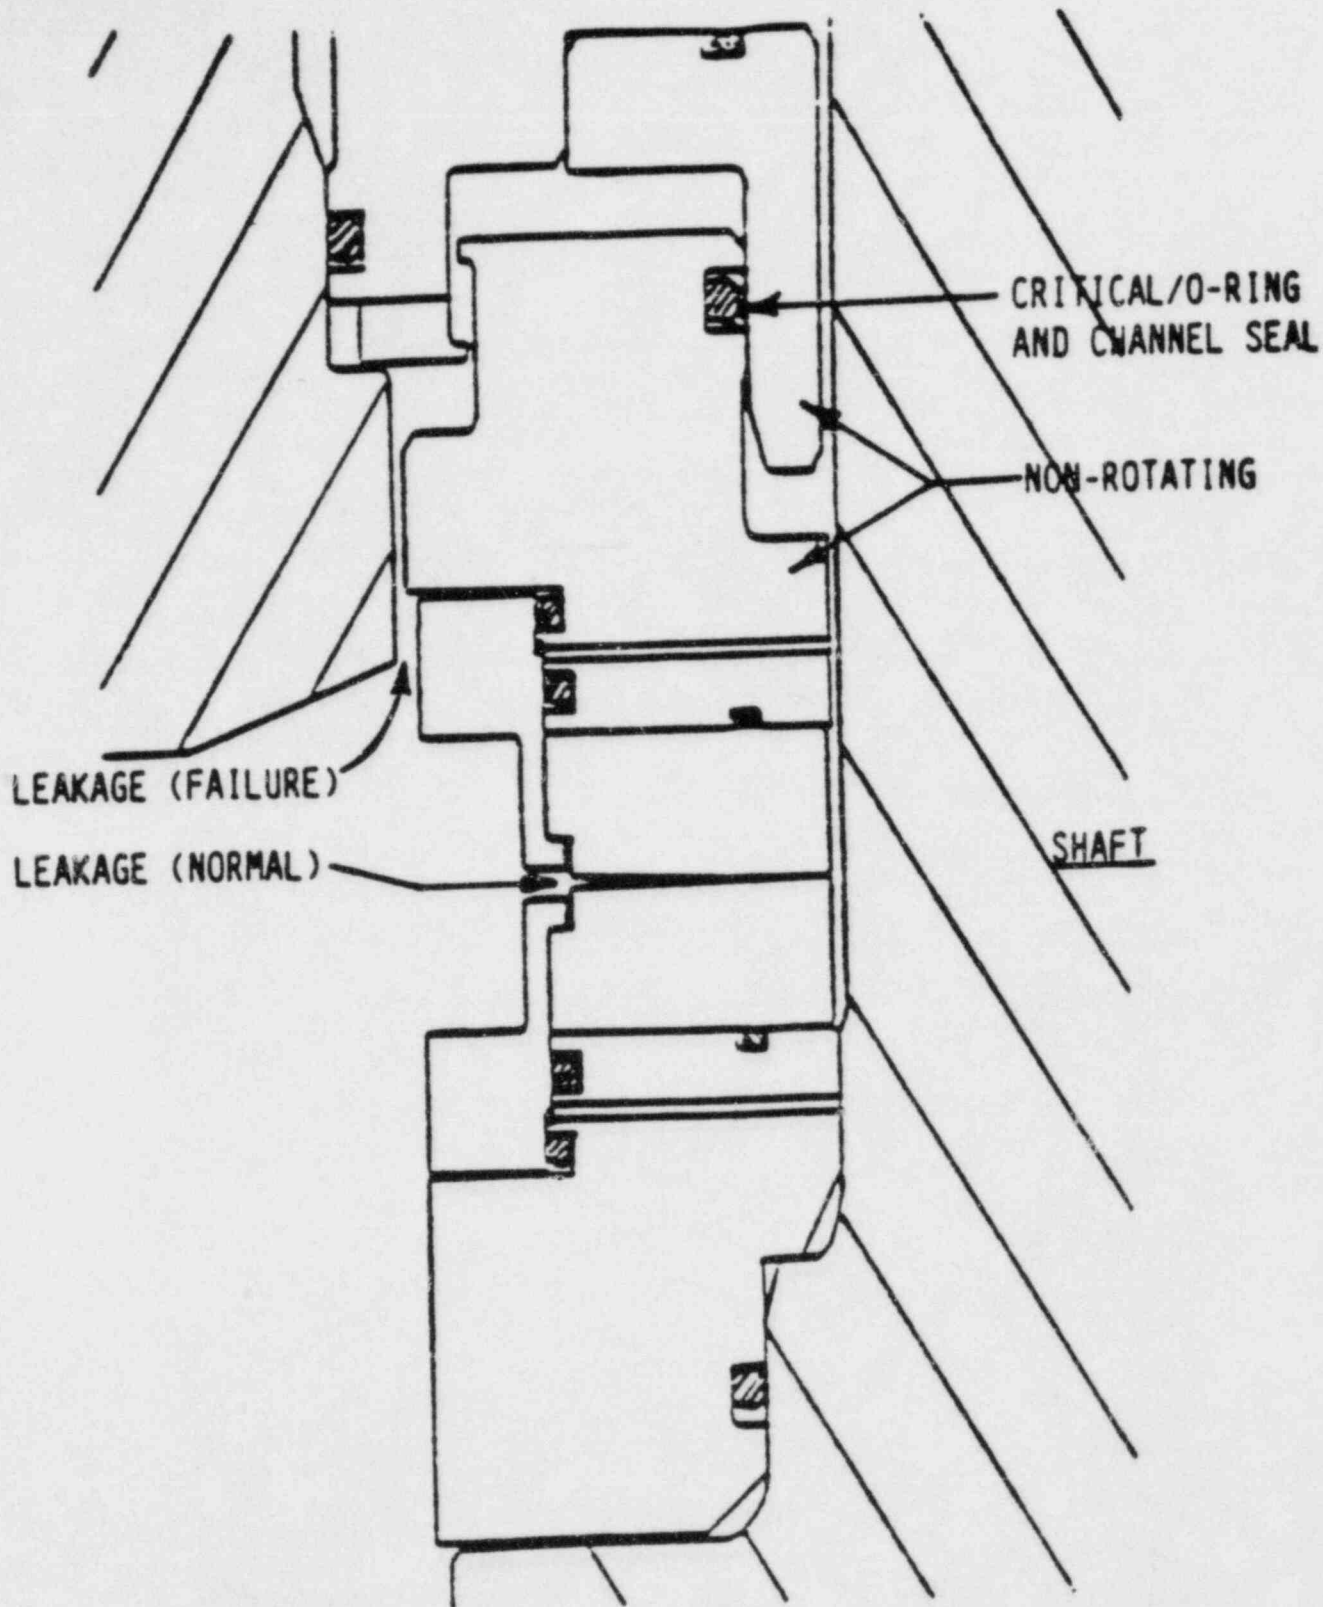 CRITICAL/O-RING
AND CHANNEL SEAL
NON-ROTATING
LEAKAGE (FAILURE)
LEAKAGE (NORMAL)
SHAFT